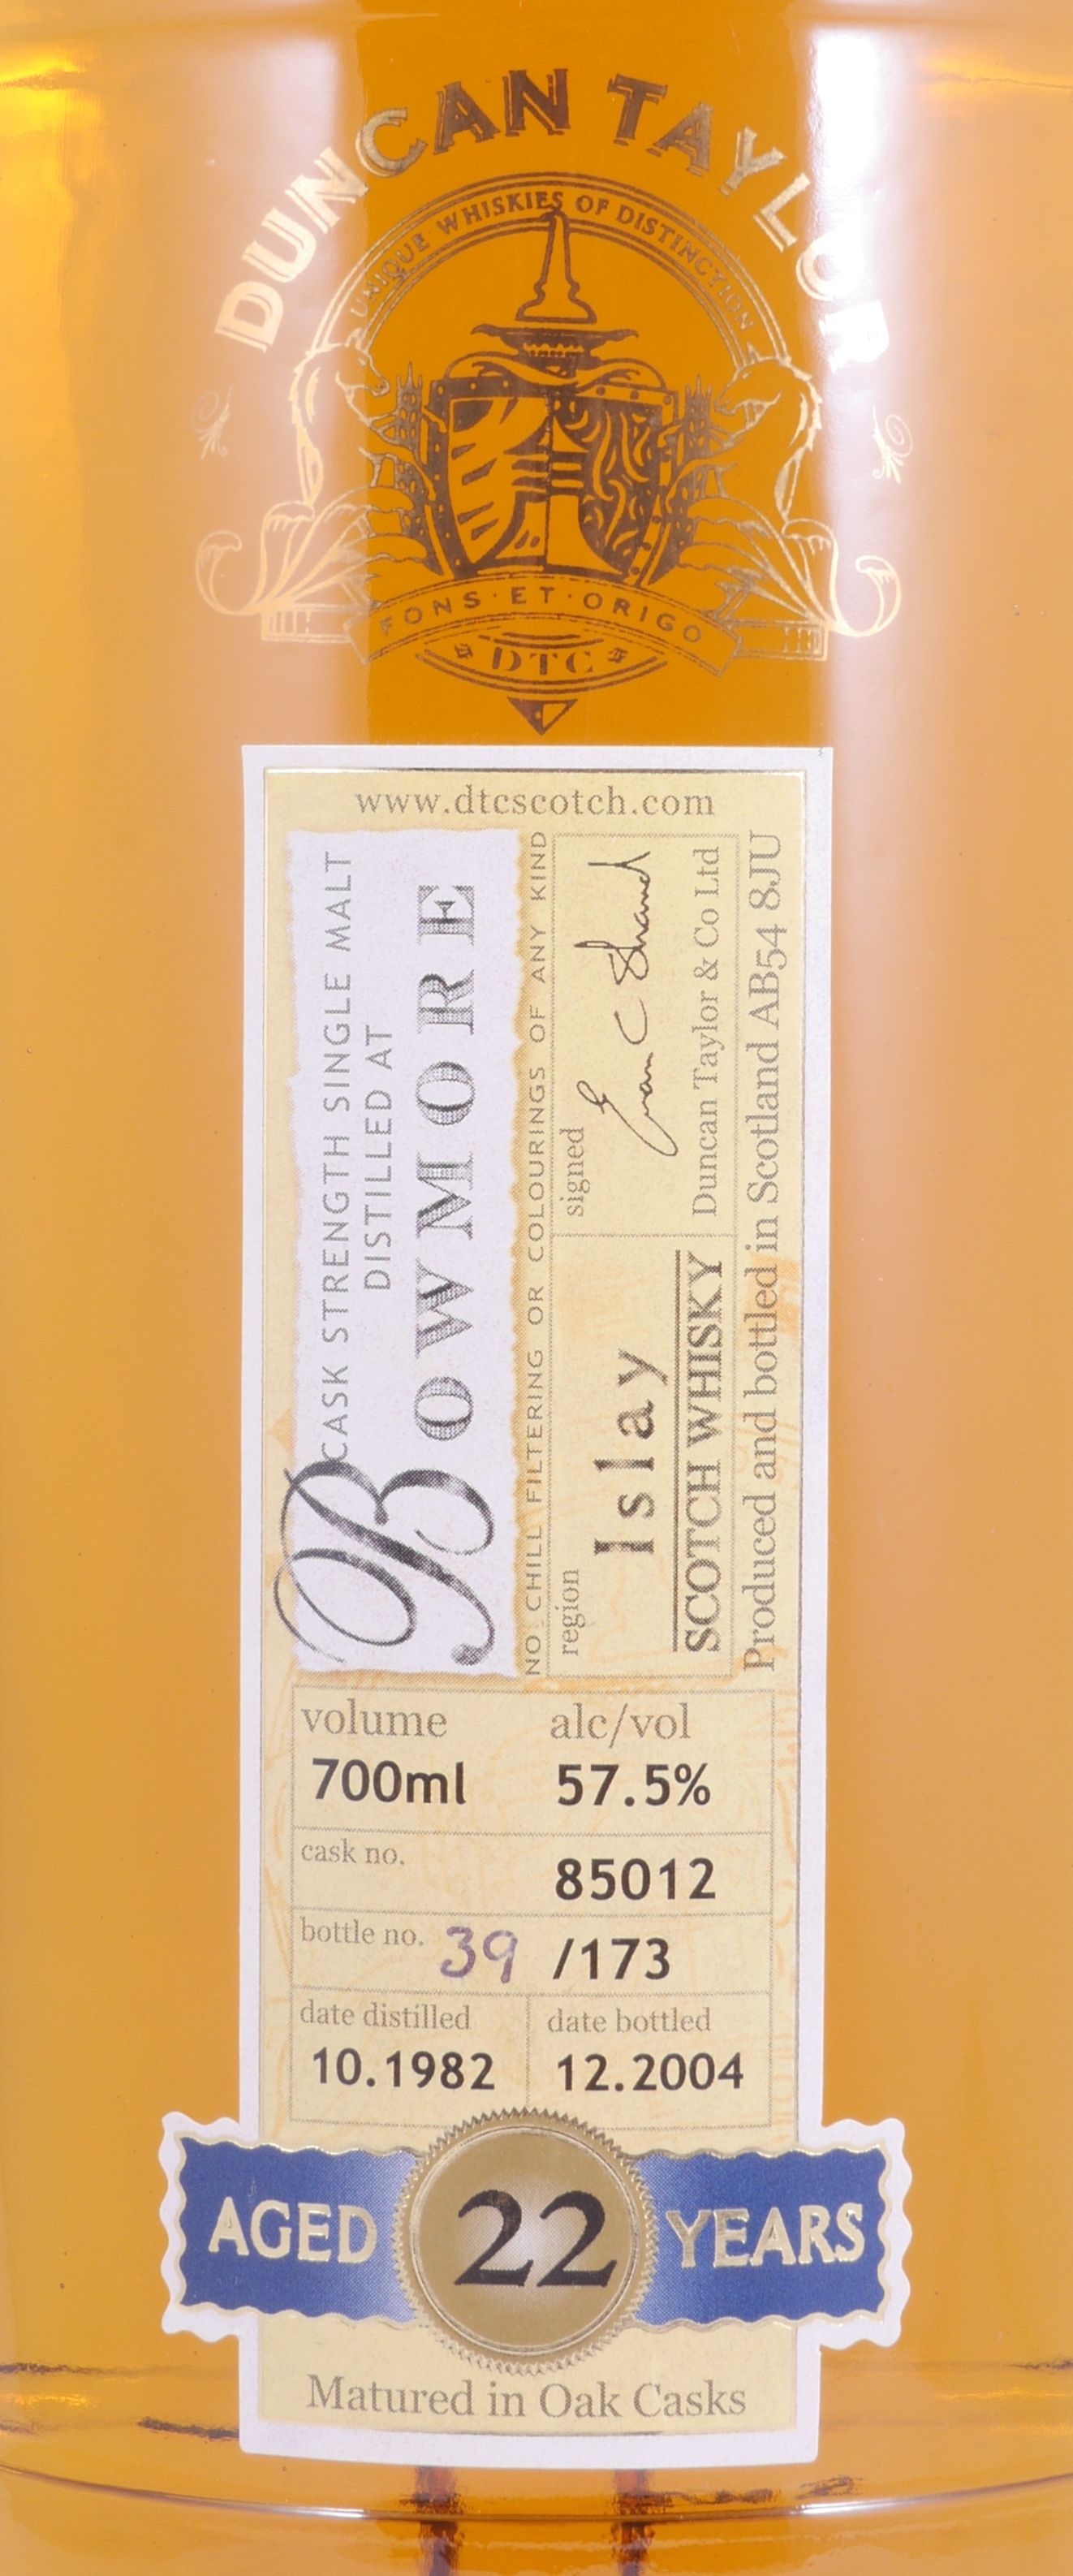 DUNCAN TAYLOR
UNIQUE WHISKIES OF DISTINCTION
FONS·ET·ORIGO
DTC
www.dtcscotch.com
CASK STRENGTH SINGLE MALT
DISTILLED AT
BOWMORE
NO CHILL FILTERING OR COLOURINGS OF ANY KIND
region
Islay
SCOTCH WHISKY
signed
Euan C Shand
Duncan Taylor & Co Ltd
Produced and bottled in Scotland AB54 8JU
volume alc/vol
700ml 57.5%
cask no. 85012
bottle no. 39 /173
date distilled date bottled
10.1982 12.2004
AGED 22 YEARS
Matured in Oak Casks